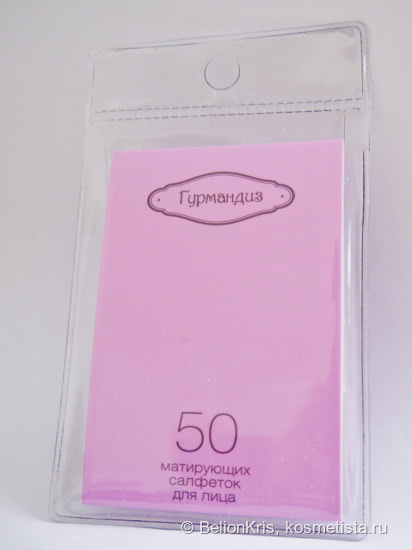 Гурмандиз
50
матирующих
салфеток
для лица
© BelionKris, kosmetista.ru